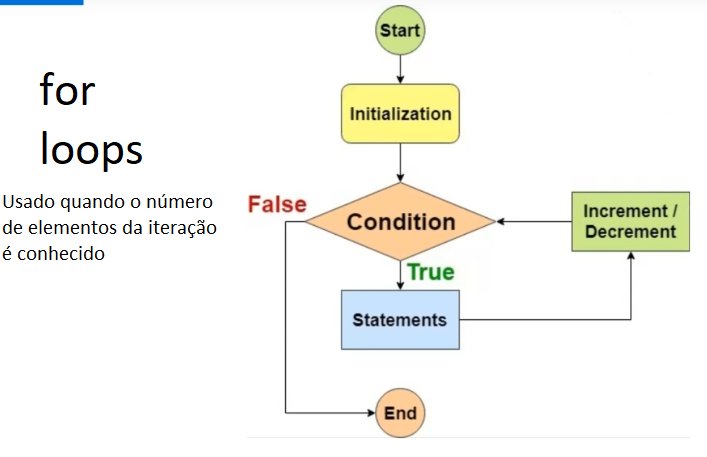 for
loops
Usado quando o número
de elementos da iteração
é conhecido
Start
Initialization
False
Condition
Increment /
Decrement
True
Statements
End